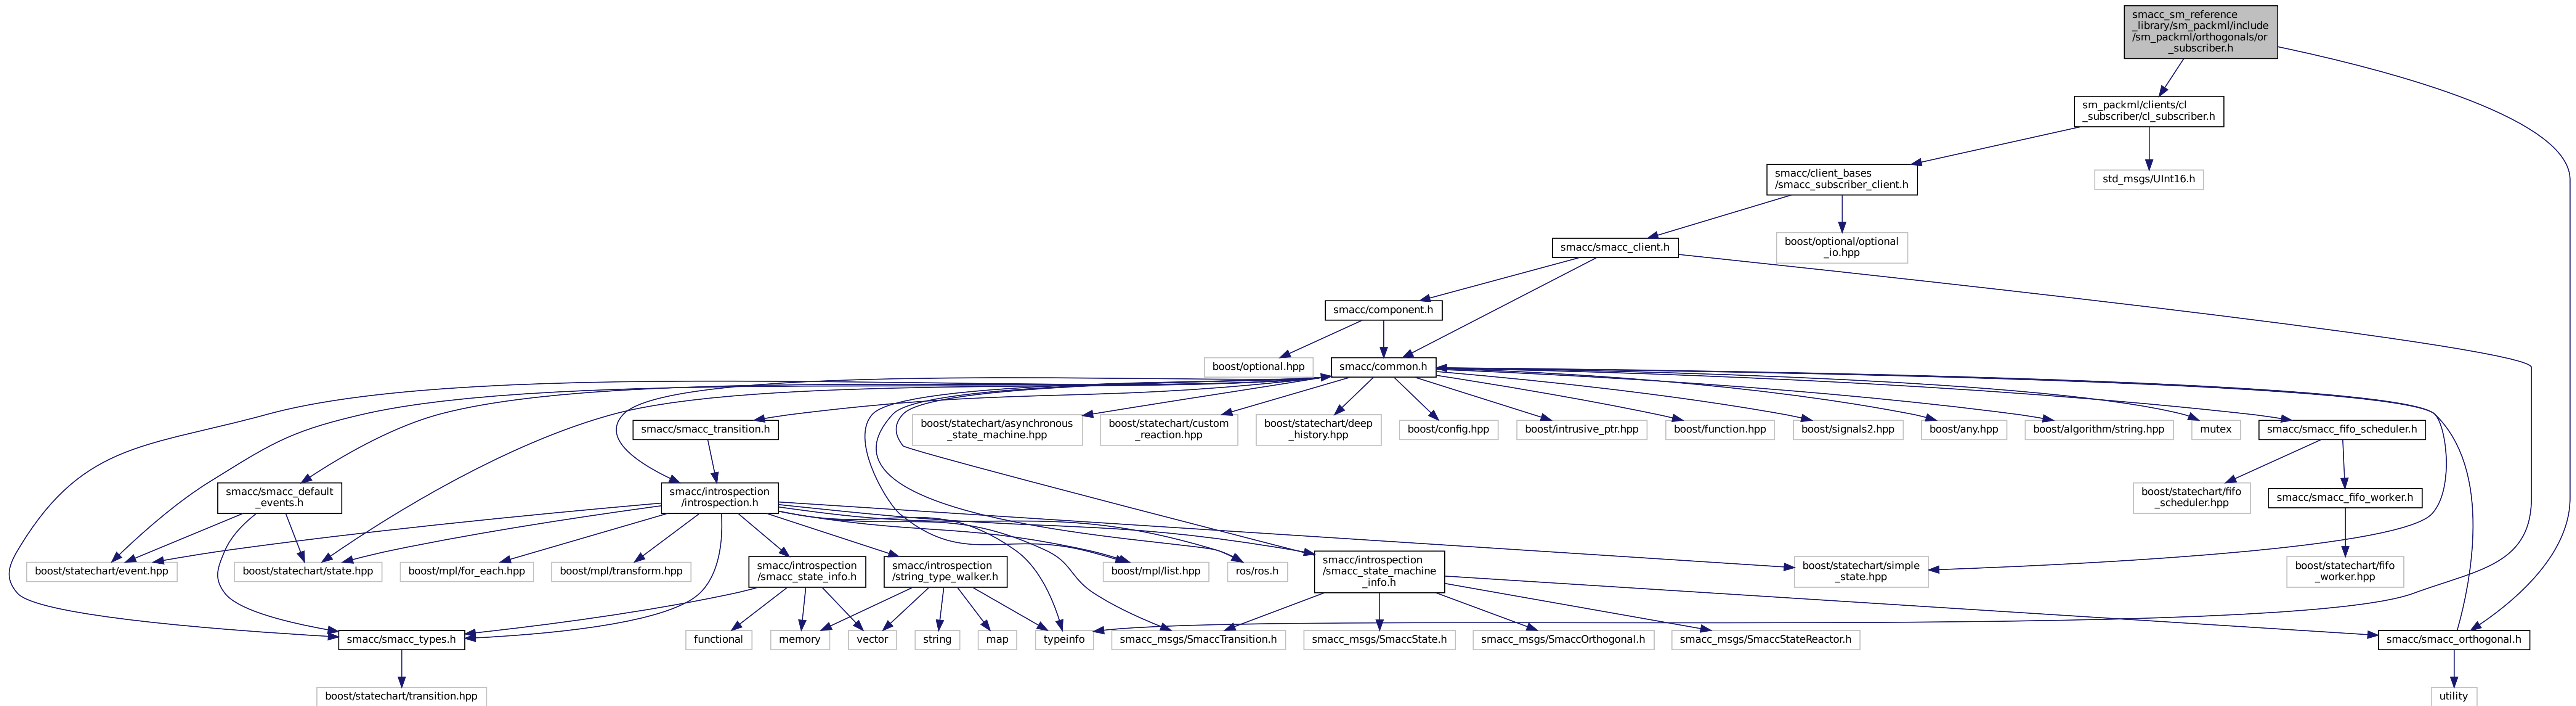 smacc_sm_reference
_library/sm_packml/include
/sm_packml/orthogonals/or
_subscriber.h
sm_packml/clients/cl
_subscriber/cl_subscriber.h
smacc/client_bases
/smacc_subscriber_client.h
std_msgs/UInt16.h
smacc/smacc_client.h
boost/optional/optional
_io.hpp
smacc/component.h
boost/optional.hpp
smacc/common.h
smacc/smacc_transition.h
boost/statechart/asynchronous
_state_machine.hpp
boost/statechart/custom
_reaction.hpp
boost/statechart/deep
_history.hpp
boost/config.hpp
boost/intrusive_ptr.hpp
boost/function.hpp
boost/signals2.hpp
boost/any.hpp
boost/algorithm/string.hpp
mutex
smacc/smacc_fifo_scheduler.h
smacc/smacc_default
_events.h
smacc/introspection
/introspection.h
boost/statechart/fifo
_scheduler.hpp
smacc/smacc_fifo_worker.h
boost/statechart/event.hpp
boost/statechart/state.hpp
boost/mpl/for_each.hpp
boost/mpl/transform.hpp
smacc/introspection
/smacc_state_info.h
smacc/introspection
/string_type_walker.h
boost/mpl/list.hpp
ros/ros.h
smacc/introspection
/smacc_state_machine
_info.h
boost/statechart/simple
_state.hpp
boost/statechart/fifo
_worker.hpp
smacc/smacc_types.h
functional
memory
vector
string
map
typeinfo
smacc_msgs/SmaccTransition.h
smacc_msgs/SmaccState.h
smacc_msgs/SmaccOrthogonal.h
smacc_msgs/SmaccStateReactor.h
smacc/smacc_orthogonal.h
boost/statechart/transition.hpp
utility